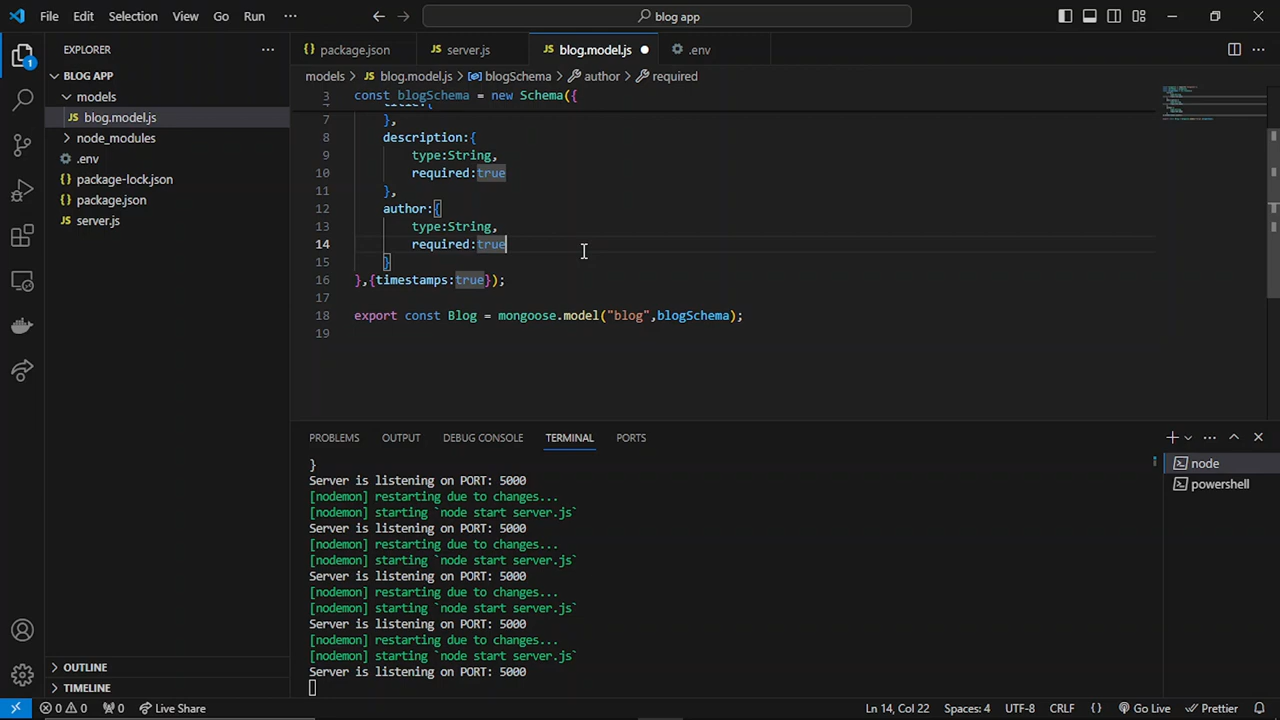 File Edit Selection View Go Run ··· blog app
EXPLORER ···
BLOG APP
models
JS blog.model.js
node_modules
.env
{} package-lock.json
{} package.json
JS server.js
OUTLINE
TIMELINE
1
{} package.json JS server.js JS blog.model.js ● .env
models > JS blog.model.js > blogSchema > author > required
3 const blogSchema = new Schema({
7 },
8 description:{
9 type:String,
10 required:true
11 },
12 author:{
13 type:String,
14 required:true
15 }
16 },{timestamps:true});
17
18 export const Blog = mongoose.model("blog",blogSchema);
19
PROBLEMS OUTPUT DEBUG CONSOLE TERMINAL PORTS
node
powershell
}
Server is listening on PORT: 5000
[nodemon] restarting due to changes...
[nodemon] starting `node start server.js`
Server is listening on PORT: 5000
[nodemon] restarting due to changes...
[nodemon] starting `node start server.js`
Server is listening on PORT: 5000
[nodemon] restarting due to changes...
[nodemon] starting `node start server.js`
Server is listening on PORT: 5000
[nodemon] restarting due to changes...
[nodemon] starting `node start server.js`
Server is listening on PORT: 5000
0 0 0 Live Share Ln 14, Col 22 Spaces: 4 UTF-8 CRLF {} Go Live Prettier